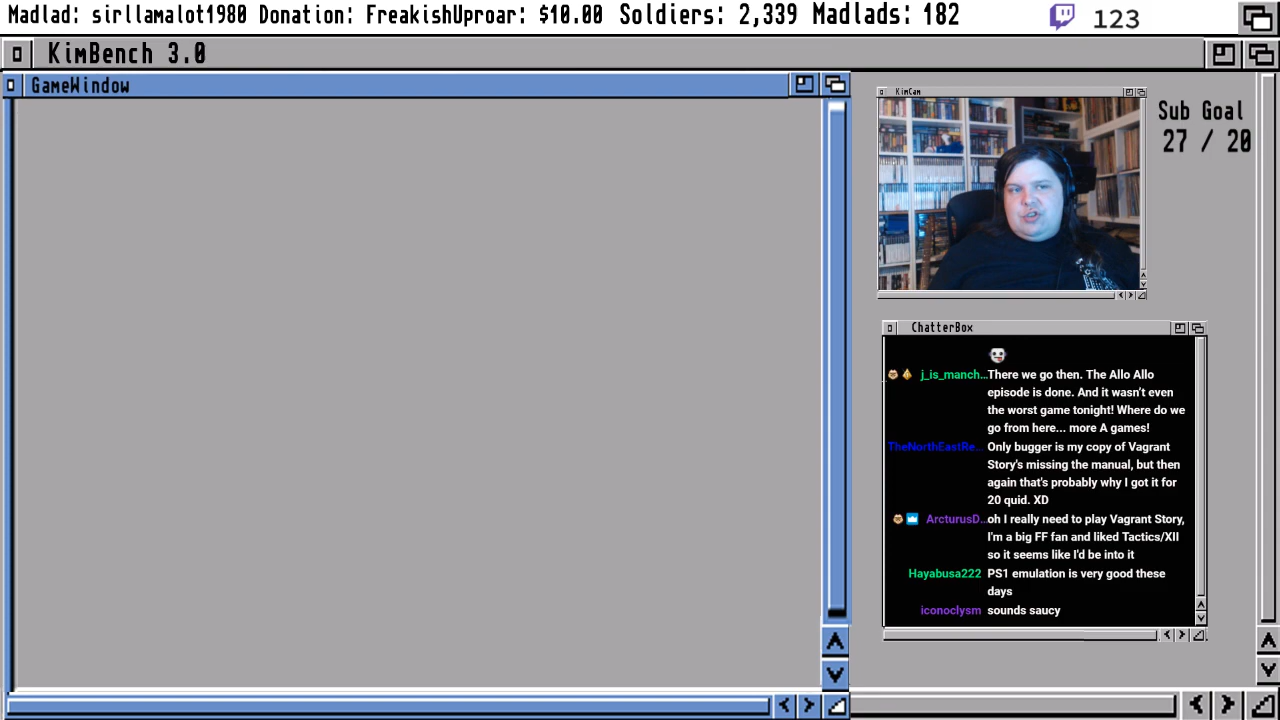 Madlad: sirllamalot1980 Donation: FreakishUproar: $10.00 Soldiers: 2,339 Madlads: 182
123
KimBench 3.0
GameWindow
KimCam
Sub Goal
27 / 20
ChatterBox
j_is_manch... There we go then. The Allo Allo
episode is done. And it wasn't even
the worst game tonight! Where do we
go from here... more A games!
TheNorthEastRe... Only bugger is my copy of Vagrant
Story's missing the manual, but then
again that's probably why I got it for
20 quid. XD
ArcturusD... oh I really need to play Vagrant Story,
I'm a big FF fan and liked Tactics/XII
so it seems like I'd be into it
Hayabusa222 PS1 emulation is very good these
days
iconoclysm sounds saucy